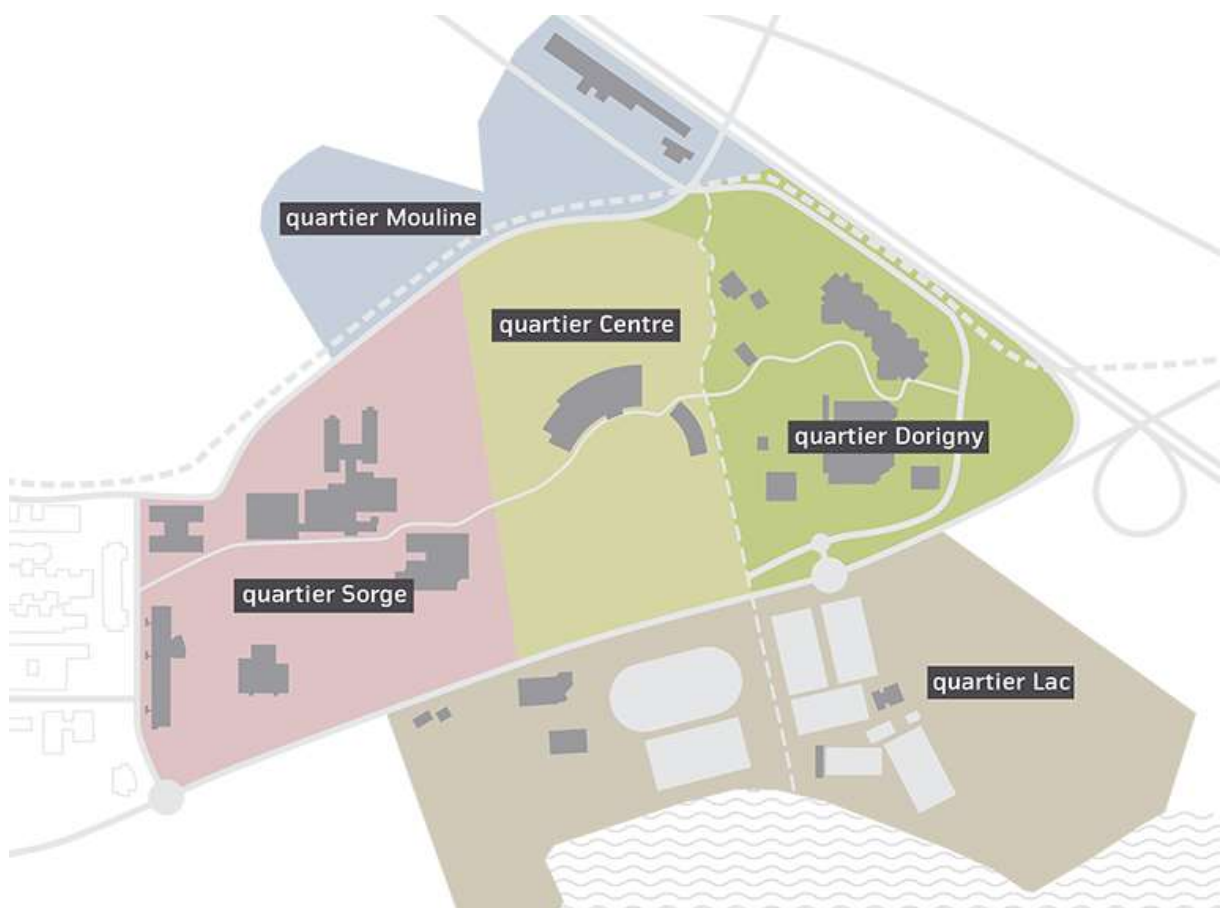 quartier Mouline
quartier Centre
quartier Dorigny
quartier Sorge
quartier Lac